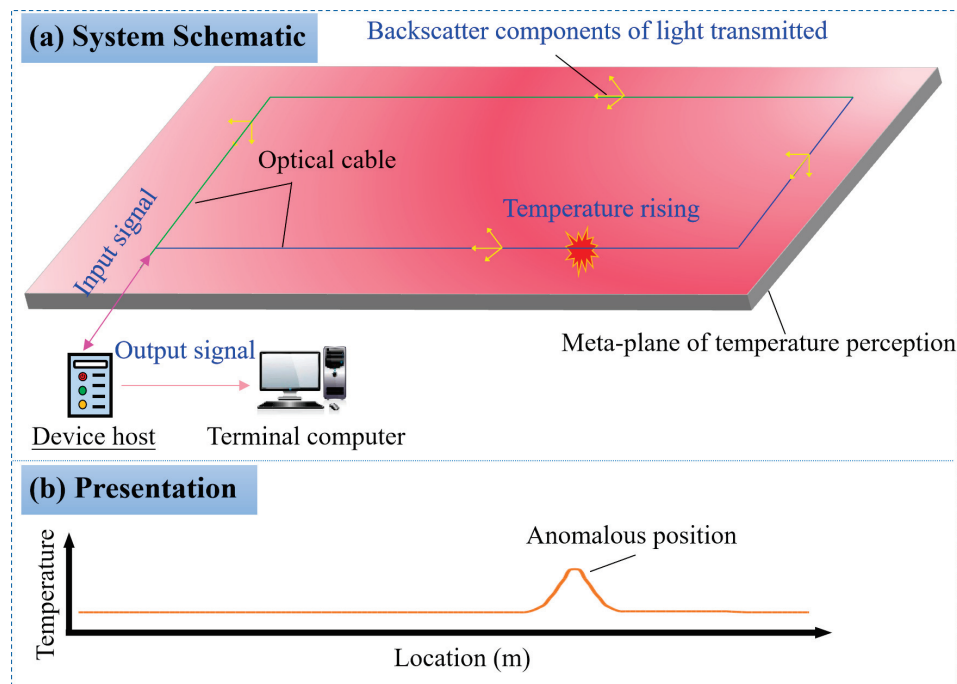 (a) System Schematic
Backscatter components of light transmitted
Optical cable
Temperature rising
Input signal
Meta-plane of temperature perception
Output signal
Device host
Terminal computer
(b) Presentation
Temperature
Anomalous position
Location (m)